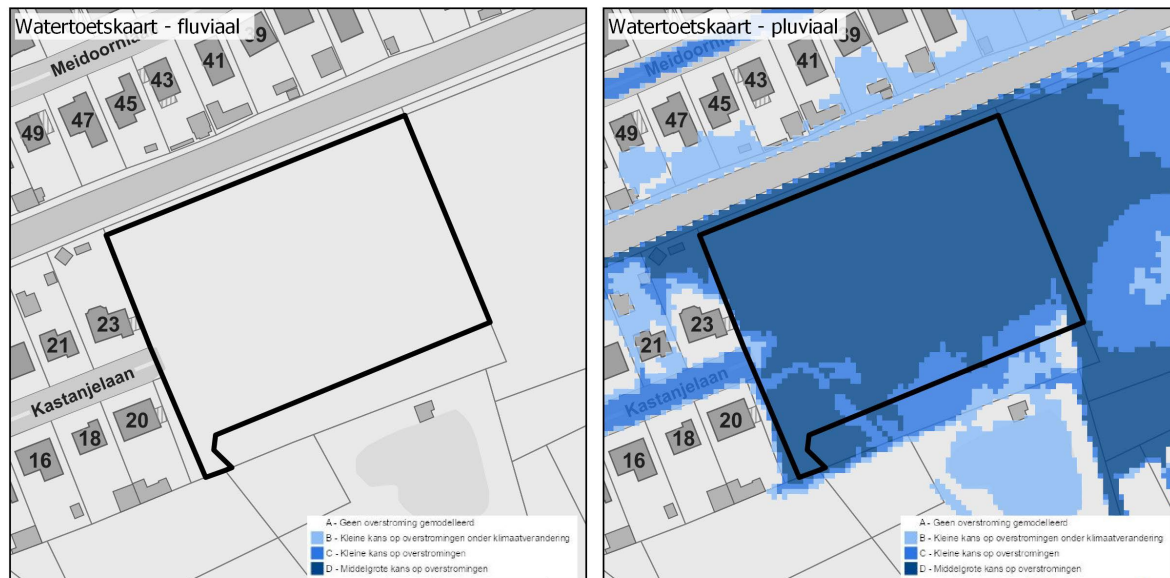 Watertoetskaart - fluviaal
39
41
43
45
47
49
23
21
Kastanjelaan
20
18
16
A - Geen overstroming gemodelleerd
B - Kleine kans op overstromingen onder klimaatverandering
C - Kleine kans op overstromingen
D - Middelgrote kans op overstromingen
Watertoetskaart - pluviaal
39
41
43
45
47
49
23
21
Kastanjelaan
20
18
16
A - Geen overstroming gemodelleerd
B - Kleine kans op overstromingen onder klimaatverandering
C - Kleine kans op overstromingen
D - Middelgrote kans op overstromingen